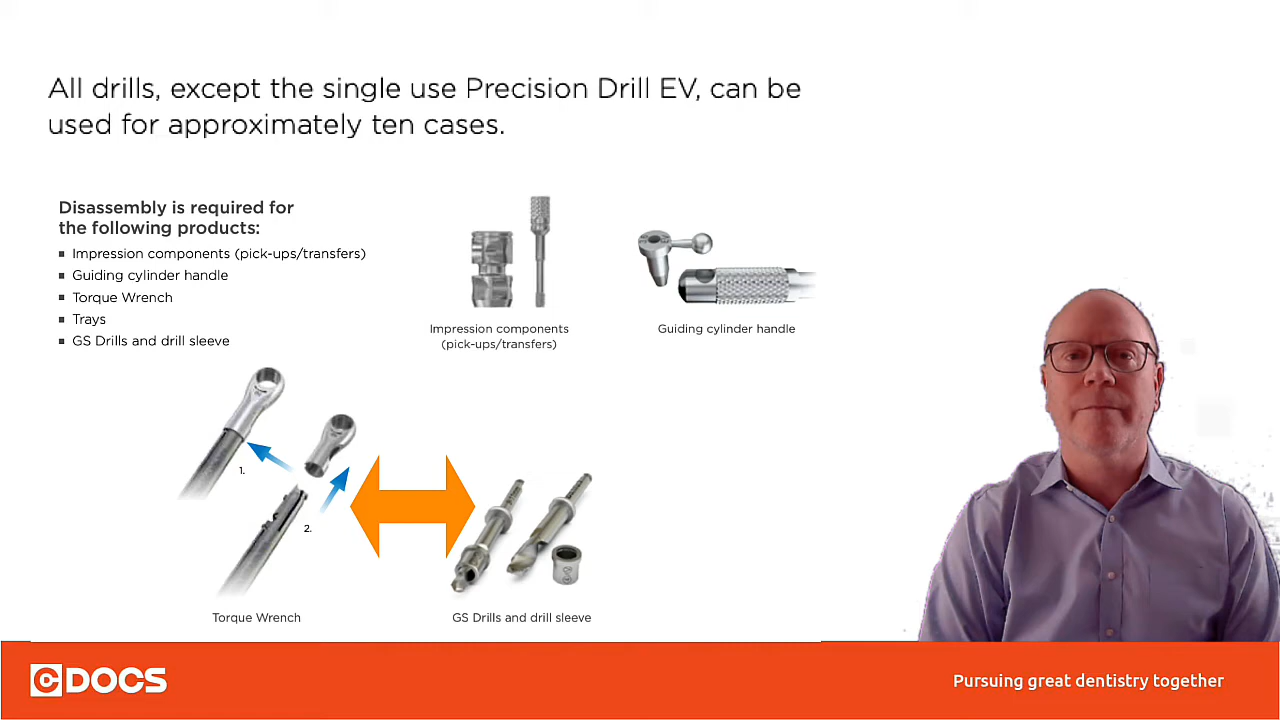 All drills, except the single use Precision Drill EV, can be
used for approximately ten cases.
Disassembly is required for
the following products:
Impression components (pick-ups/transfers)
Guiding cylinder handle
Torque Wrench
Trays
GS Drills and drill sleeve
Impression components
(pick-ups/transfers)
Guiding cylinder handle
1.
2.
Torque Wrench
GS Drills and drill sleeve
CDOCS
Pursuing great dentistry together